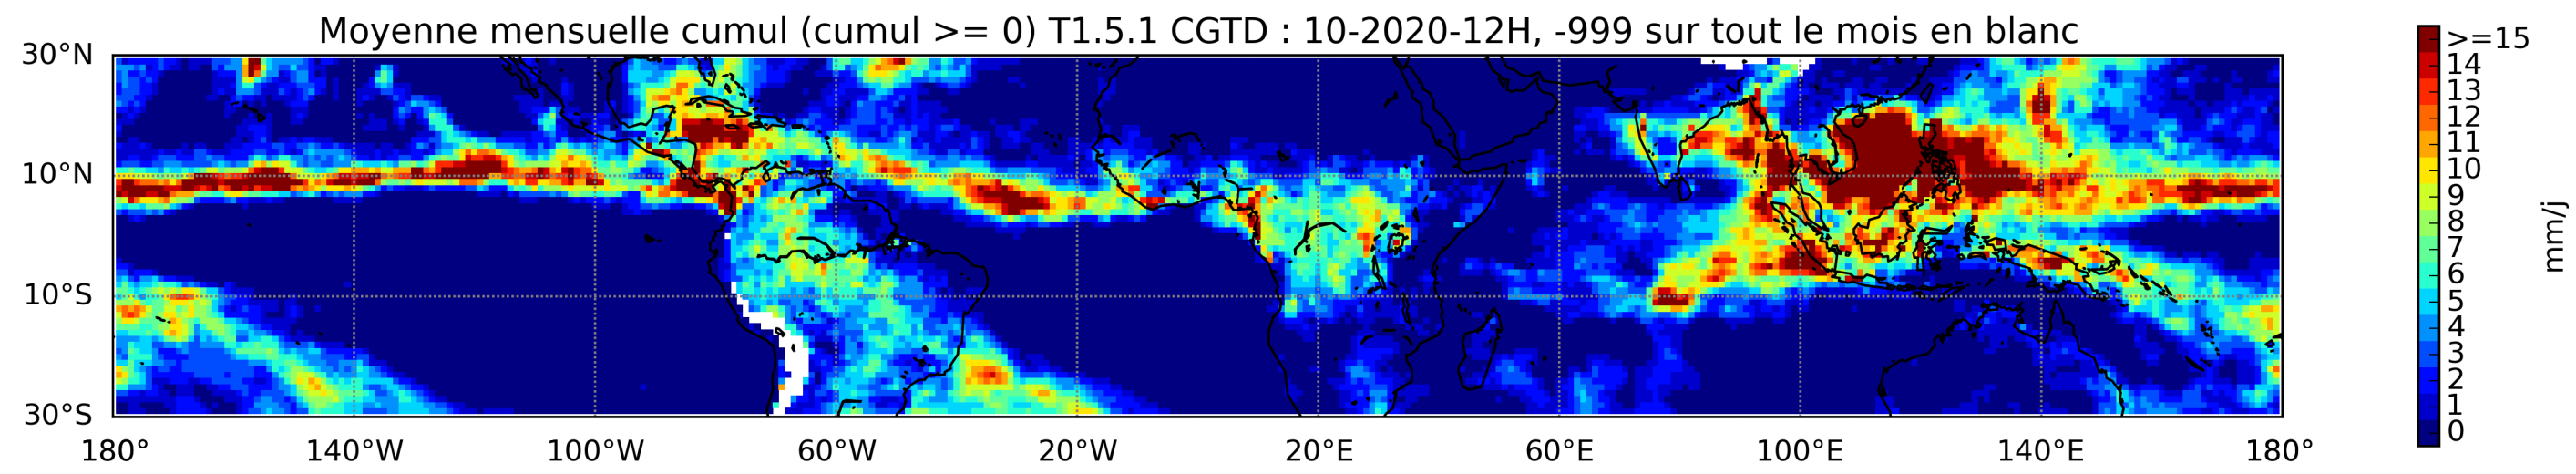 Moyenne mensuelle cumul (cumul >= 0) T1.5.1 CGTD : 10-2020-12H, -999 sur tout le mois en blanc
30°N
10°N
10°S
30°S
180°
140°W
100°W
60°W
20°W
20°E
60°E
100°E
140°E
180°
>=15
14
13
12
11
10
9
8
7
6
5
4
3
2
1
0
mm/j